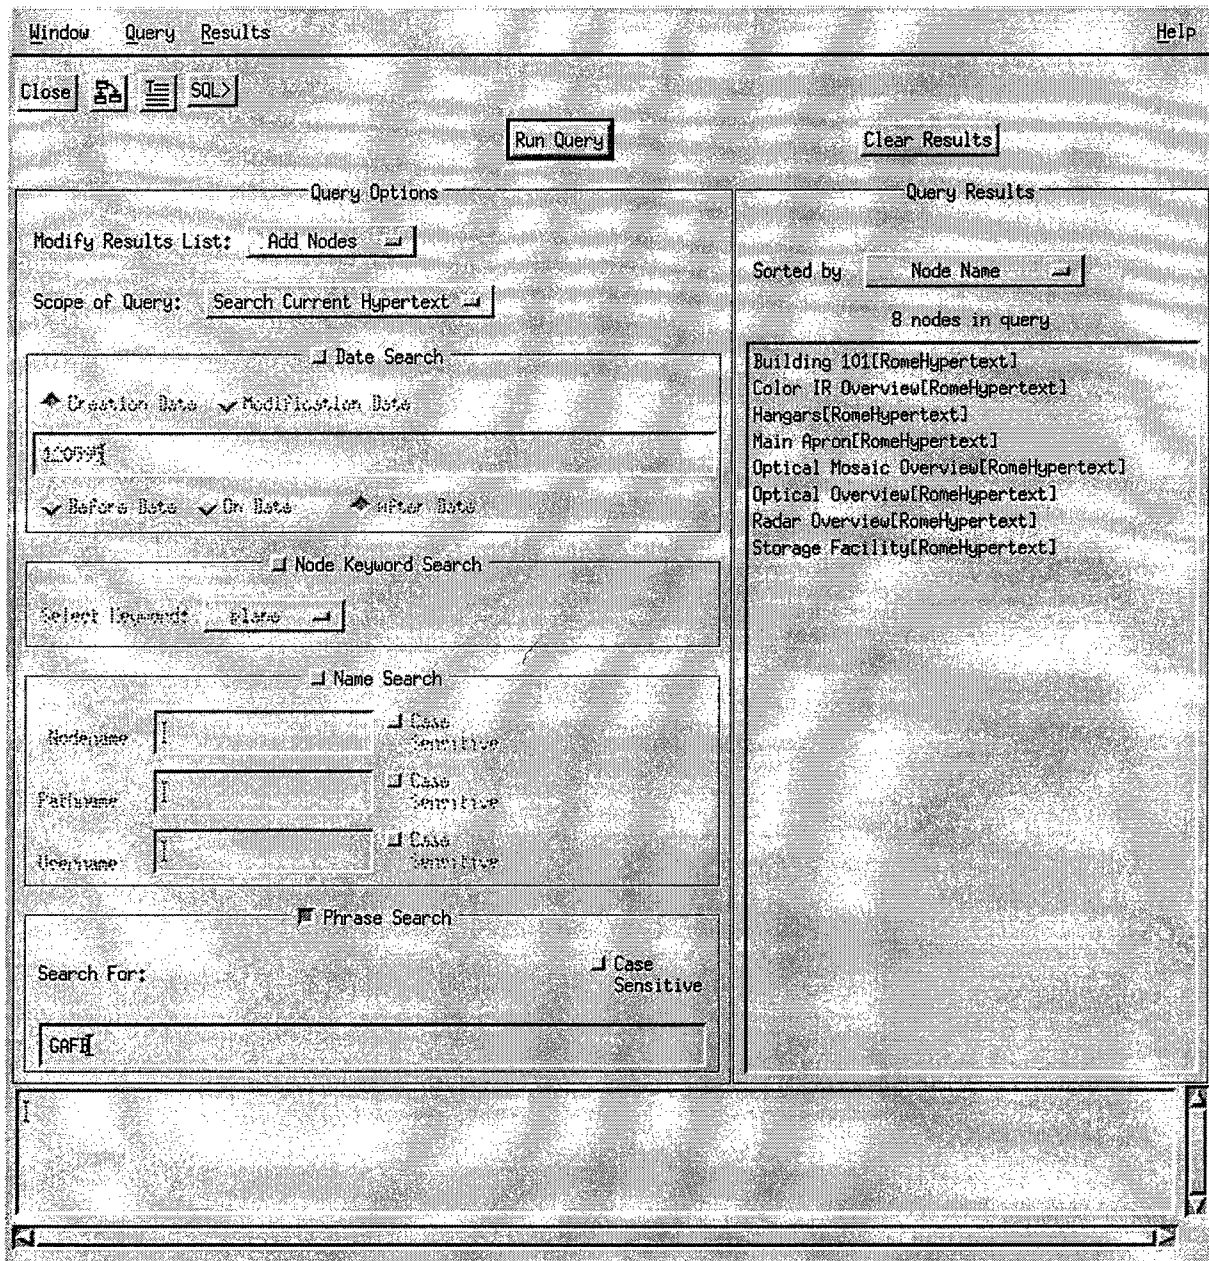 Window Query Results Help
Close SQL>
Run Query Clear Results
Query Options
Modify Results List: Add Nodes
Scope of Query: Search Current Hypertext
Date Search
Creation Date Modification Date
Before Date On Date After Date
Node Keyword Search
Select Keyword: plane
Name Search
Nodename
Case
Sensitive
Pathname
Case
Sensitive
Username
Case
Sensitive
Phrase Search
Search For:
Case
Sensitive
GAFB
Query Results
Sorted by Node Name
8 nodes in query
Building 101[RomeHypertext]
Color IR Overview[RomeHypertext]
Hangars[RomeHypertext]
Main Apron[RomeHypertext]
Optical Mosaic Overview[RomeHypertext]
Optical Overview[RomeHypertext]
Radar Overview[RomeHypertext]
Storage Facility[RomeHypertext]